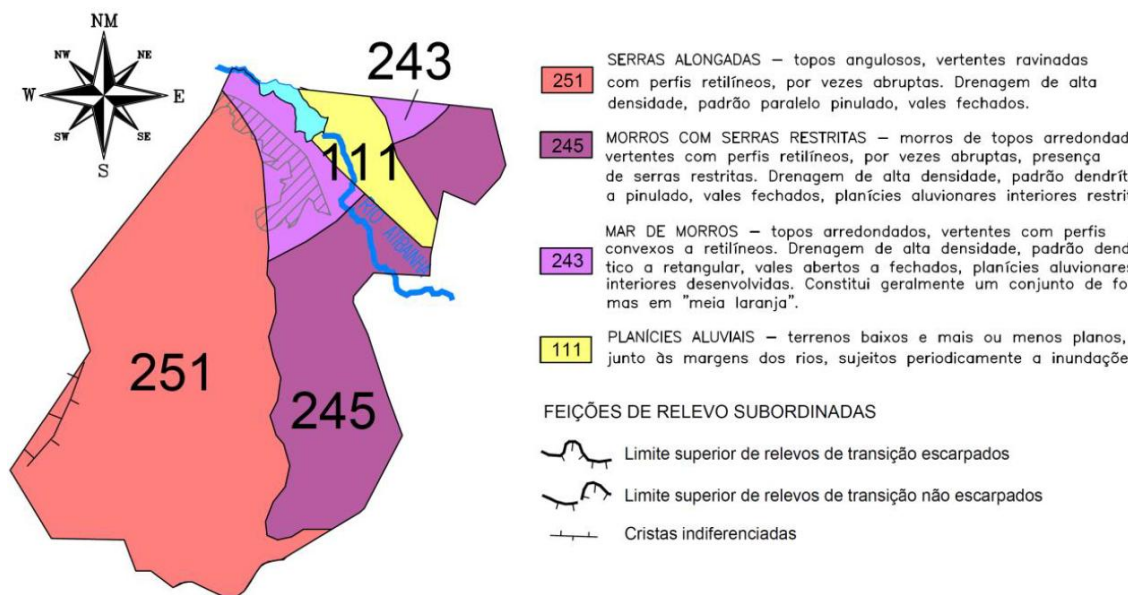 NM
NW
NE
W
E
SW
SE
S
243
111
RIO ATIBAINHA
251
245
251
SERRAS ALONGADAS – topos angulosos, vertentes ravinadas
com perfis retilíneos, por vezes abruptas. Drenagem de alta
densidade, padrão paralelo pinulado, vales fechados.
245
MORROS COM SERRAS RESTRITAS – morros de topos arredondad
vertentes com perfis retilíneos, por vezes abruptas, presença
de serras restritas. Drenagem de alta densidade, padrão dendrít
a pinulado, vales fechados, planícies aluvionares interiores restrit
243
MAR DE MORROS – topos arredondados, vertentes com perfis
convexos a retilíneos. Drenagem de alta densidade, padrão dend
tico a retangular, vales abertos a fechados, planícies aluvionares
interiores desenvolvidas. Constitui geralmente um conjunto de fo
mas em "meia laranja".
111
PLANÍCIES ALUVIAIS – terrenos baixos e mais ou menos planos,
junto às margens dos rios, sujeitos periodicamente a inundaçõe
FEIÇÕES DE RELEVO SUBORDINADAS
Limite superior de relevos de transição escarpados
Limite superior de relevos de transição não escarpados
Cristas indiferenciadas